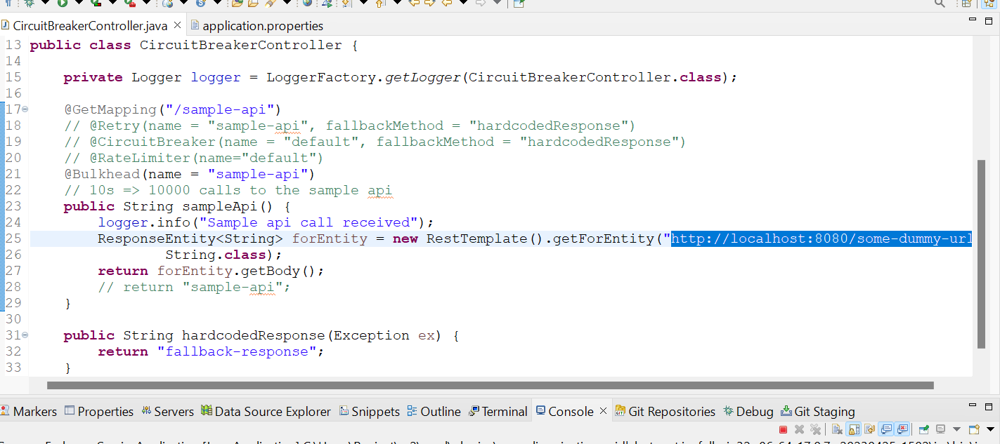 CircuitBreakerController.java application.properties
13 public class CircuitBreakerController {
14
15 private Logger logger = LoggerFactory.getLogger(CircuitBreakerController.class);
16
17 @GetMapping("/sample-api")
18 // @Retry(name = "sample-api", fallbackMethod = "hardcodedResponse")
19 // @CircuitBreaker(name = "default", fallbackMethod = "hardcodedResponse")
20 // @RateLimiter(name="default")
21 @Bulkhead(name = "sample-api")
22 // 10s => 10000 calls to the sample api
23 public String sampleApi() {
24 logger.info("Sample api call received");
25 ResponseEntity<String> forEntity = new RestTemplate().getForEntity("http://localhost:8080/some-dummy-url
26 String.class);
27 return forEntity.getBody();
28 // return "sample-api";
29 }
30
31 public String hardcodedResponse(Exception ex) {
32 return "fallback-response";
33 }
Markers Properties Servers Data Source Explorer Snippets Outline Terminal Console Git Repositories Debug Git Staging